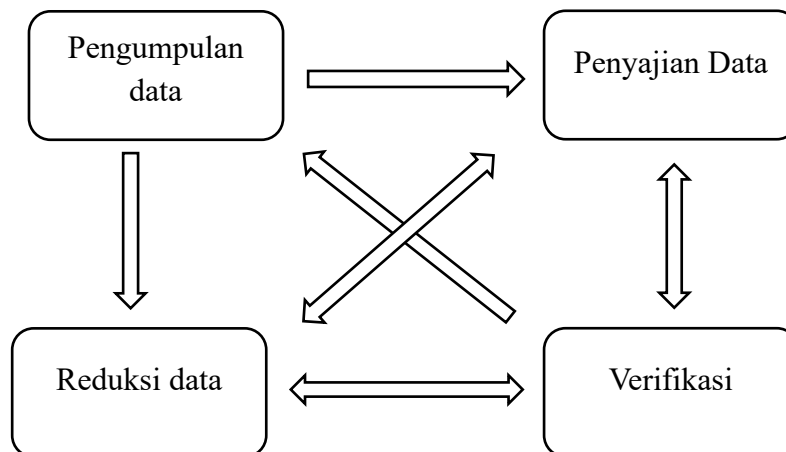 Pengumpulan
data
Penyajian Data
Reduksi data
Verifikasi